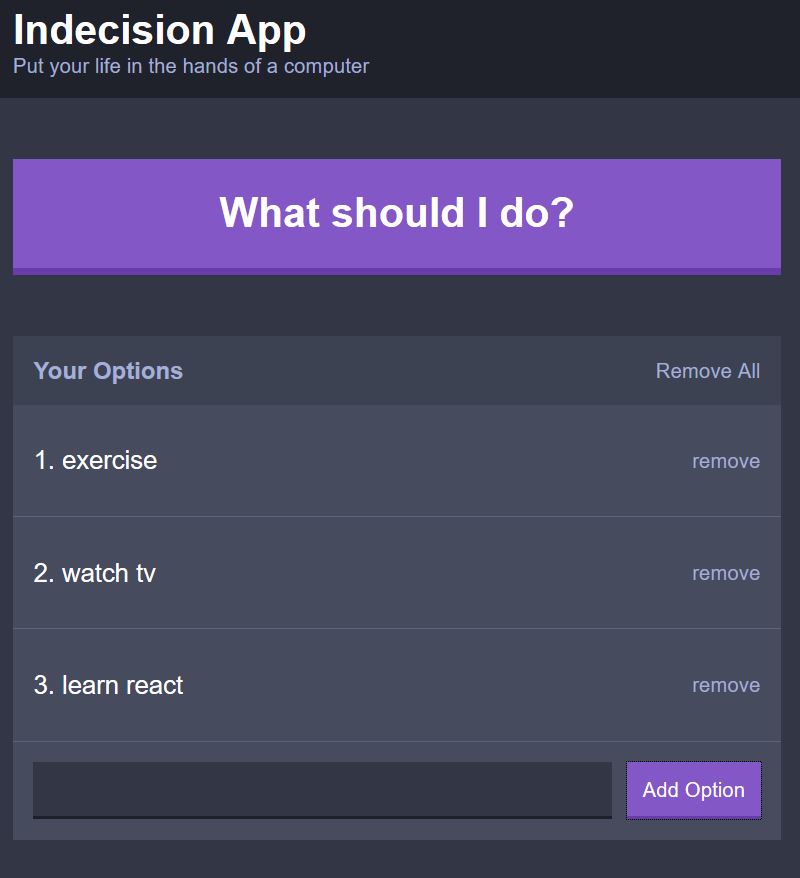 Indecision App
Put your life in the hands of a computer
What should I do?
Your Options Remove All
1. exercise remove
2. watch tv remove
3. learn react remove
Add Option